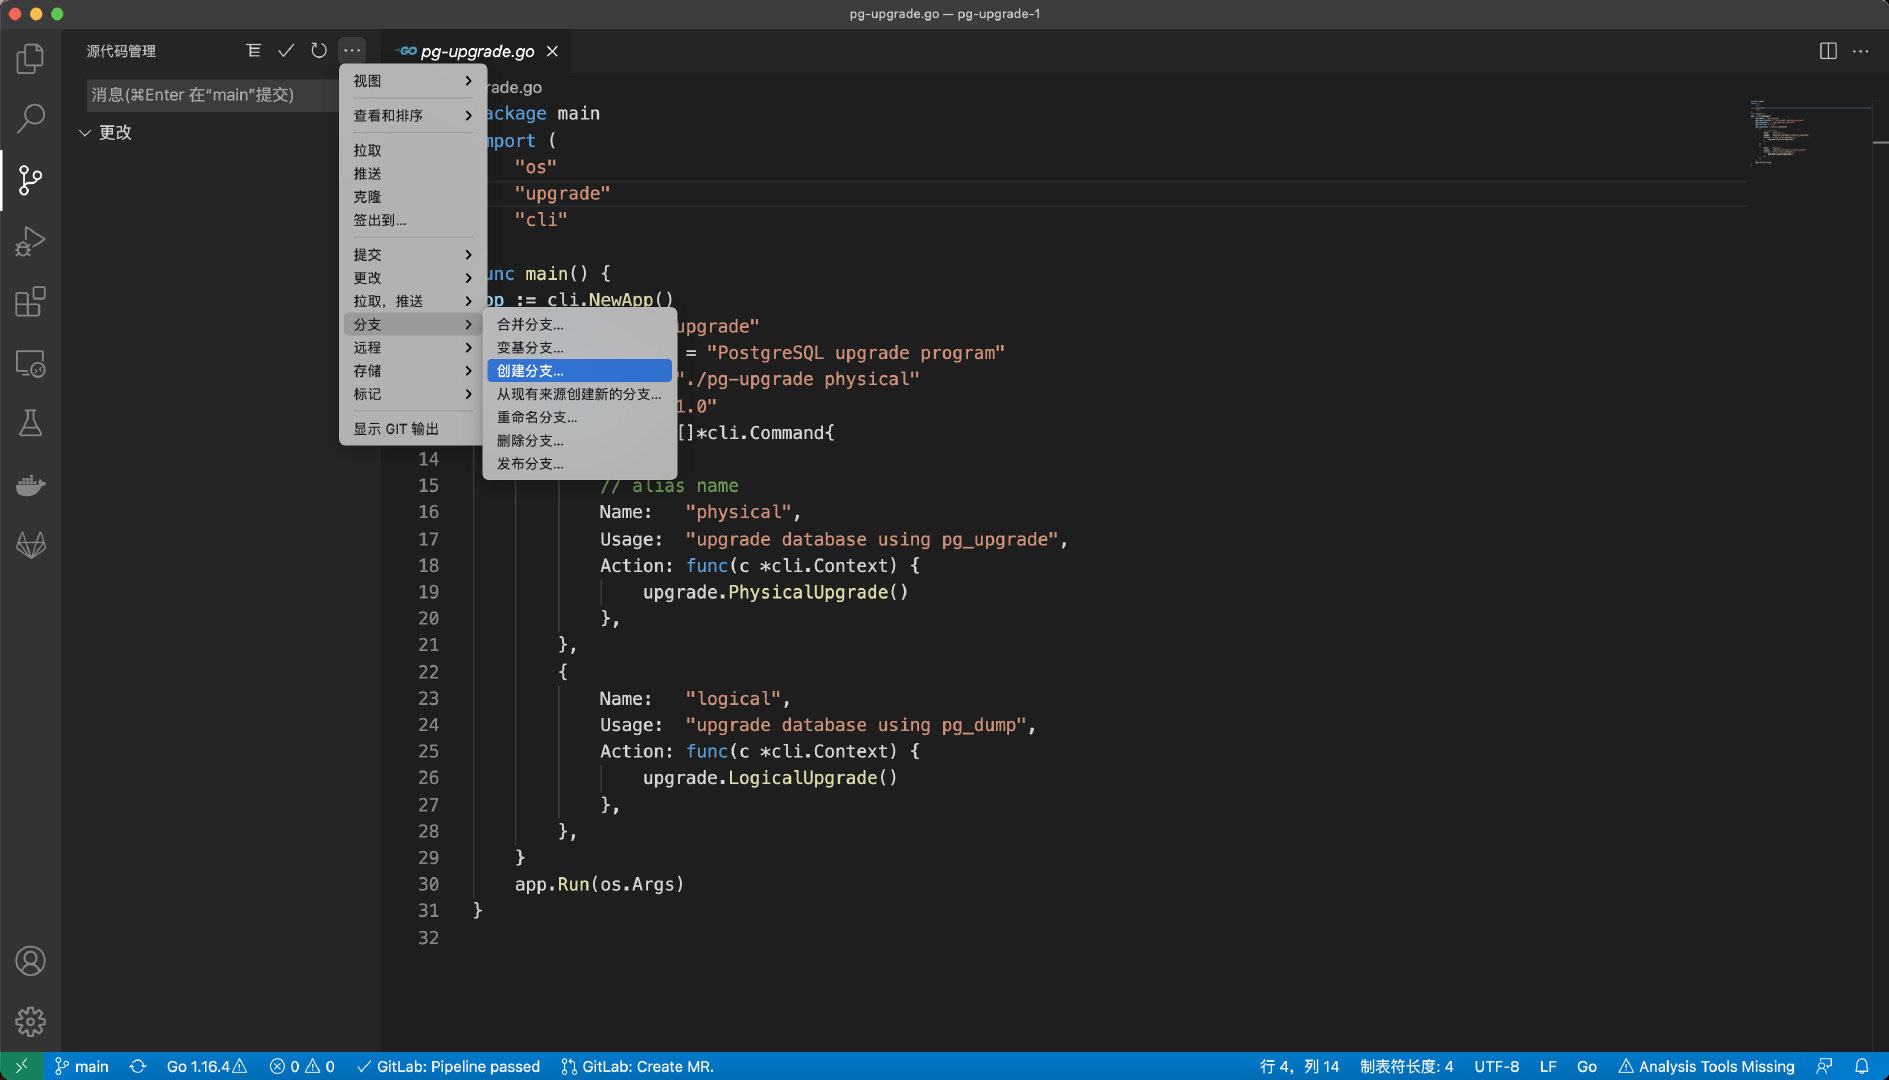 pg-upgrade.go — pg-upgrade-1
源代码管理
pg-upgrade.go
消息(⌘Enter 在“main”提交)
更改
视图
查看和排序
拉取
推送
克隆
签出到...
提交
更改
拉取，推送
分支
远程
存储
标记
显示 GIT 输出
合并分支...
变基分支...
创建分支...
从现有来源创建新的分支...
重命名分支...
删除分支...
发布分支...
rade.go
ackage main
mport (
"os"
"upgrade"
"cli"
unc main() {
pp := cli.NewApp()
upgrade"
= "PostgreSQL upgrade program"
"./pg-upgrade physical"
1.0"
[]*cli.Command{
14
15 // alias name
16 Name: "physical",
17 Usage: "upgrade database using pg_upgrade",
18 Action: func(c *cli.Context) {
19 upgrade.PhysicalUpgrade()
20 },
21 },
22 {
23 Name: "logical",
24 Usage: "upgrade database using pg_dump",
25 Action: func(c *cli.Context) {
26 upgrade.LogicalUpgrade()
27 },
28 },
29 }
30 app.Run(os.Args)
31 }
32
main Go 1.16.4 0 0 GitLab: Pipeline passed GitLab: Create MR. 行 4，列 14 制表符长度: 4 UTF-8 LF Go Analysis Tools Missing